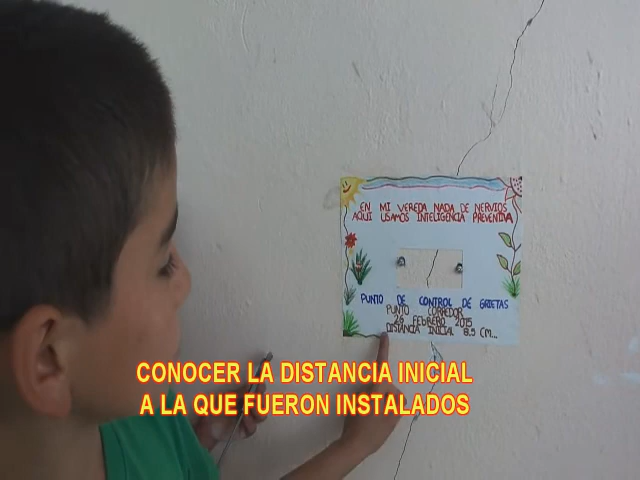 EN MI VEREDA NADA DE NERVIOS
AQUI USAMOS INTELIGENCIA PREVENTIVA
PUNTO DE CONTROL DE GRIETAS
PUNTO CORREDOR
26 FEBRERO 2015
DISTANCIA INICIAL 8.9 CM...
CONOCER LA DISTANCIA INICIAL
A LA QUE FUERON INSTALADOS